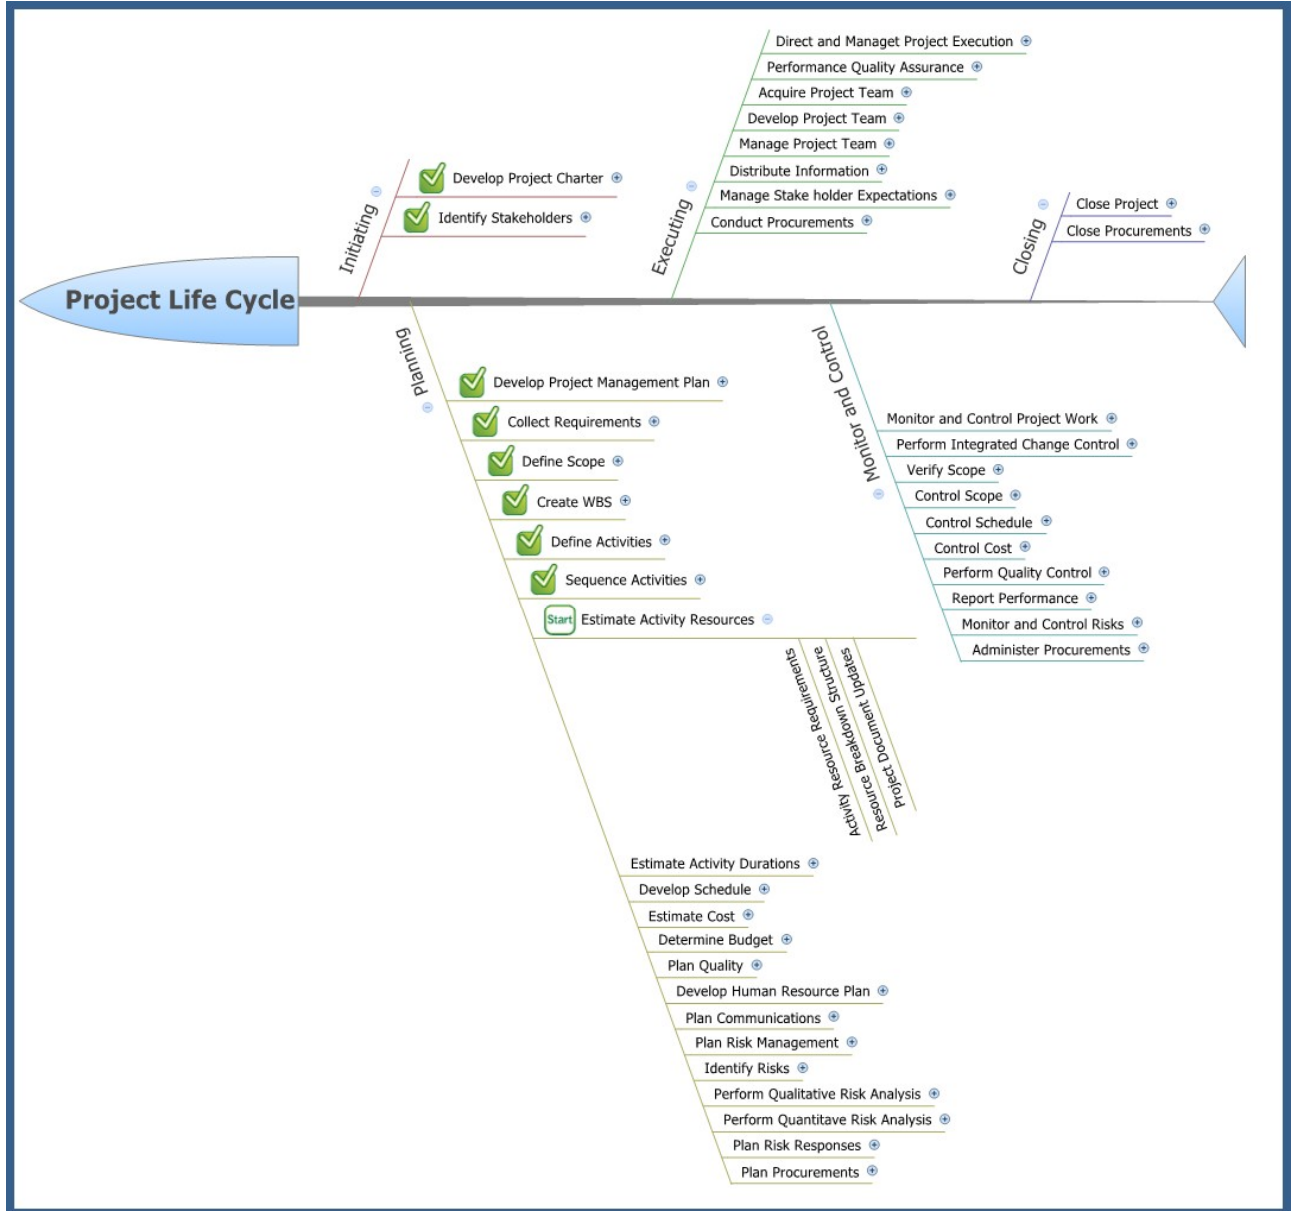 Project Life Cycle
Initiating
Develop Project Charter
Identify Stakeholders
Executing
Direct and Managet Project Execution
Performance Quality Assurance
Acquire Project Team
Develop Project Team
Manage Project Team
Distribute Information
Manage Stake holder Expectations
Conduct Procurements
Closing
Close Project
Close Procurements
Planning
Develop Project Management Plan
Collect Requirements
Define Scope
Create WBS
Define Activities
Sequence Activities
Start
Estimate Activity Resources
Activity Resource Requirements
Resource Breakdown Structure
Project Document Updates
Estimate Activity Durations
Develop Schedule
Estimate Cost
Determine Budget
Plan Quality
Develop Human Resource Plan
Plan Communications
Plan Risk Management
Identify Risks
Perform Qualitative Risk Analysis
Perform Quantitave Risk Analysis
Plan Risk Responses
Plan Procurements
Monitor and Control
Monitor and Control Project Work
Perform Integrated Change Control
Verify Scope
Control Scope
Control Schedule
Control Cost
Perform Quality Control
Report Performance
Monitor and Control Risks
Administer Procurements